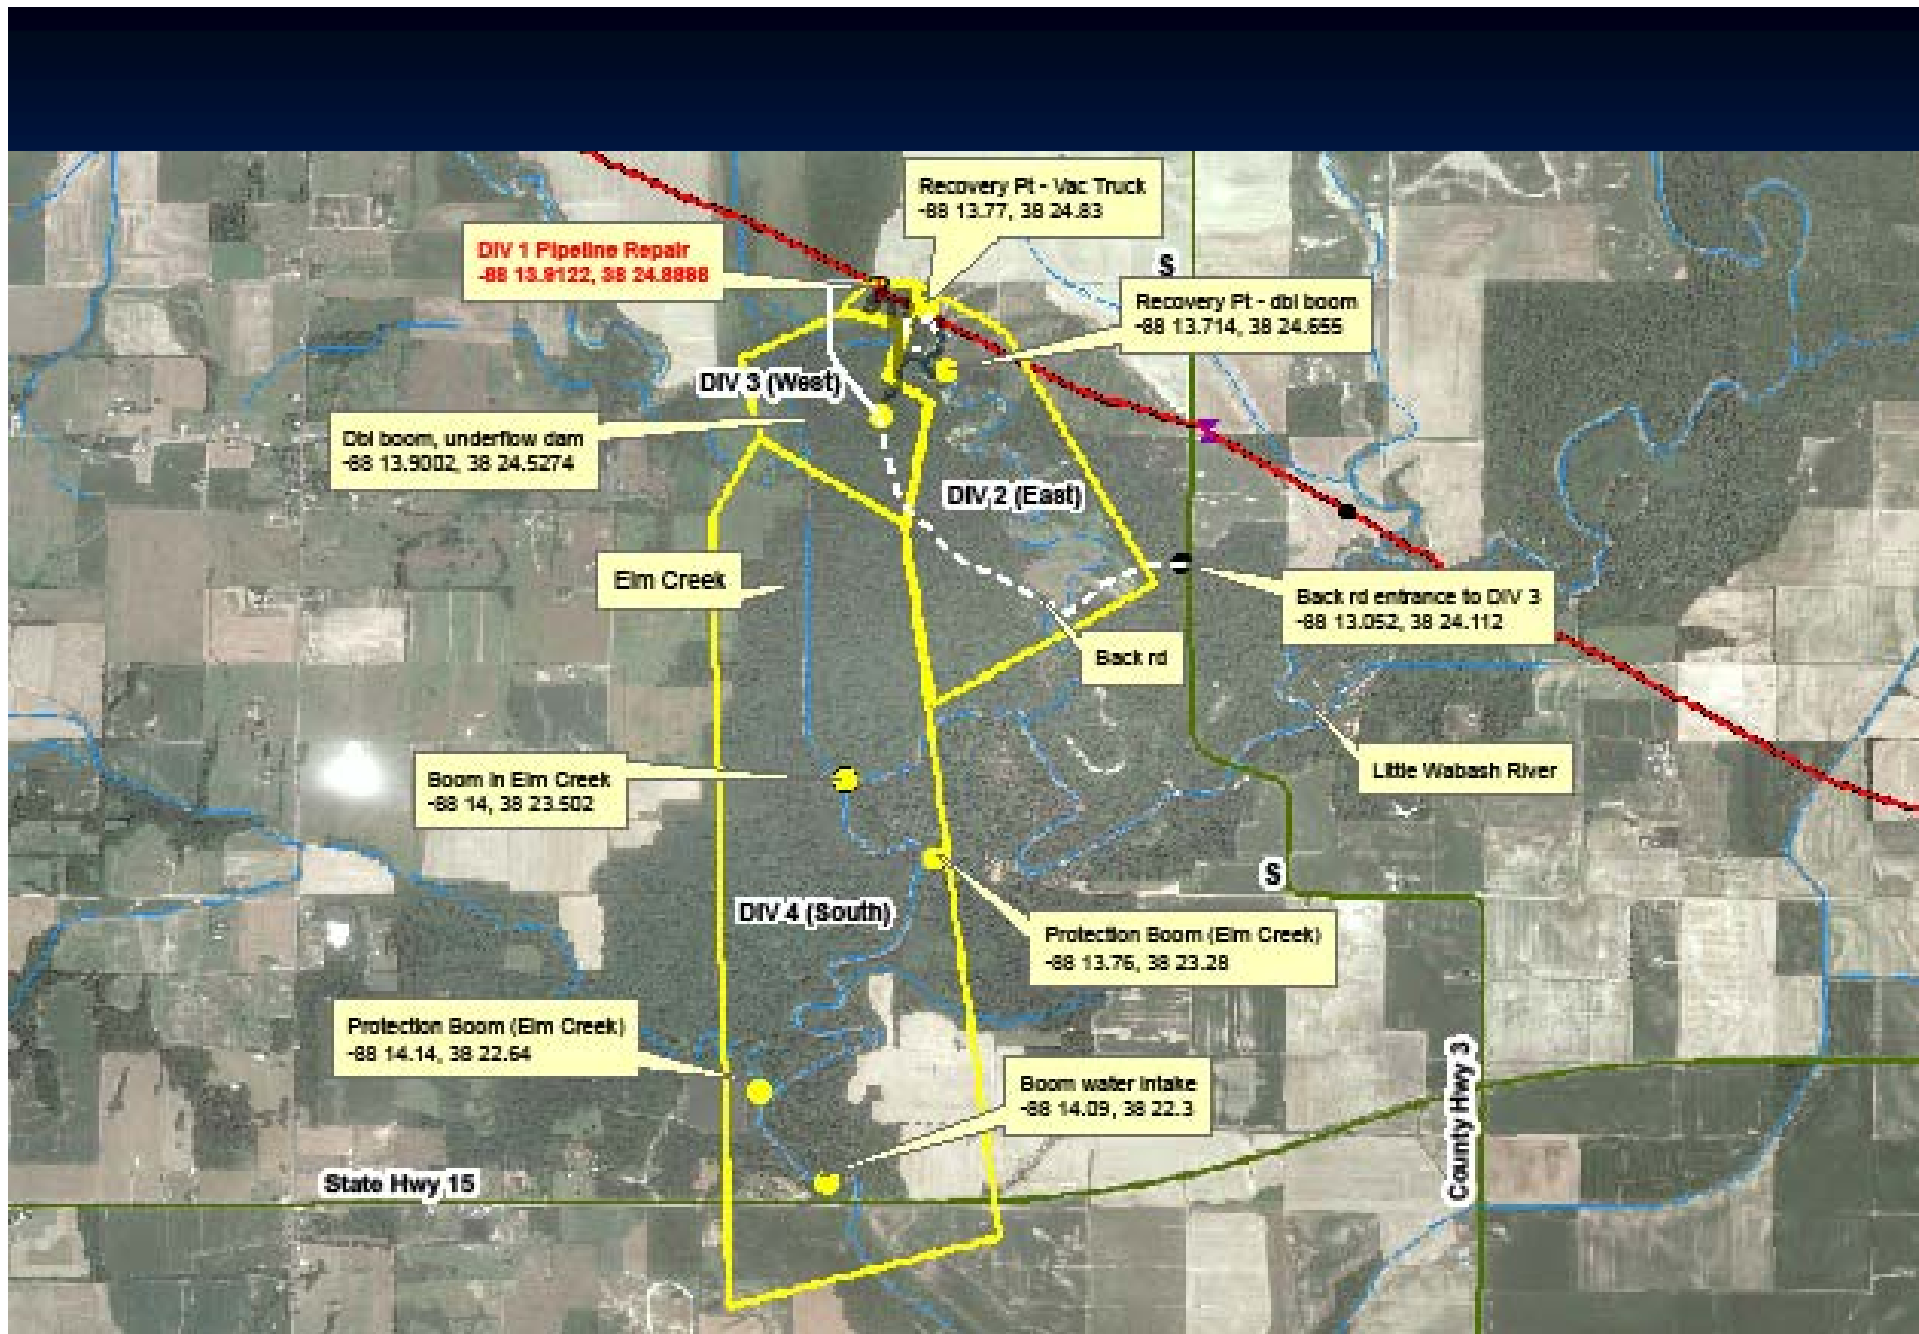 Recovery Pt - Vac Truck
-88 13.77, 38 24.83
DIV 1 Pipeline Repair
-88 13.9122, 38 24.8888
S
Recovery Pt - dbl boom
-88 13.714, 38 24.655
DIV 3 (West)
Dbl boom, underflow dam
-88 13.9002, 38 24.5274
DIV 2 (East)
Elm Creek
Back rd entrance to DIV 3
-88 13.052, 38 24.112
Back rd
Boom in Elm Creek
-88 14, 38 23.502
Little Wabash River
S
DIV 4 (South)
Protection Boom (Elm Creek)
-88 13.76, 38 23.28
Protection Boom (Elm Creek)
-88 14.14, 38 22.64
Boom water intake
-88 14.09, 38 22.3
County Hwy 3
State Hwy 15